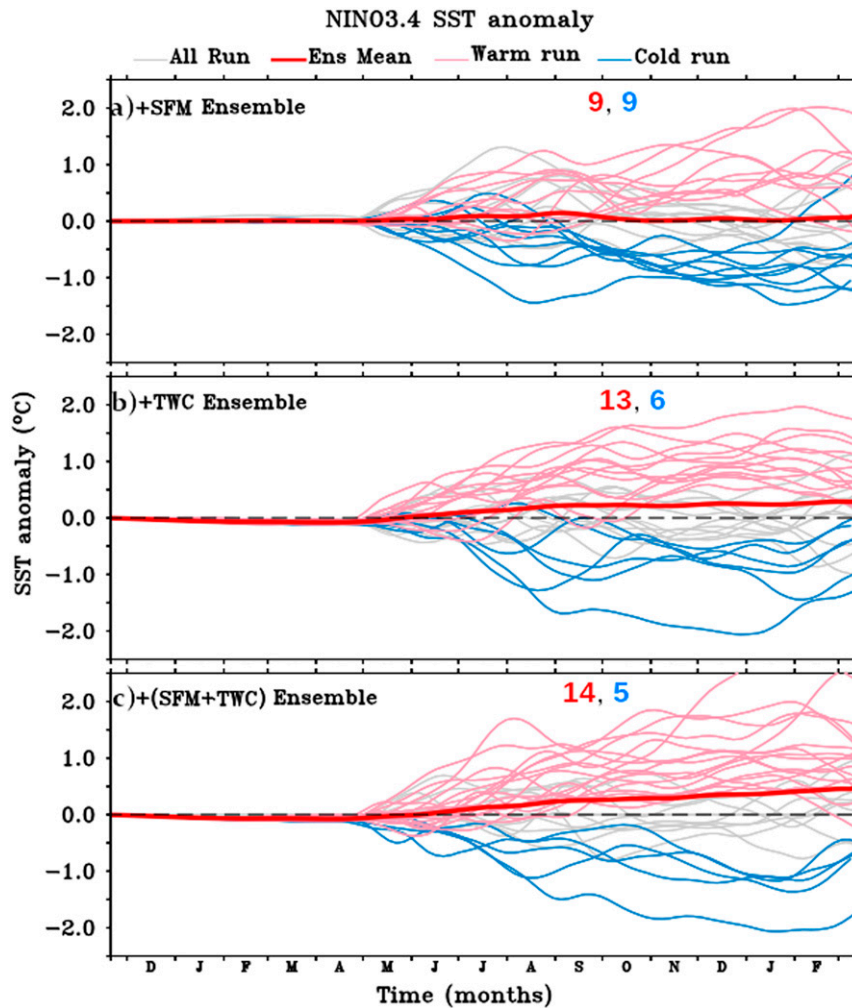 NINO3.4 SST anomaly
All Run Ens Mean Warm run Cold run
a)+SFM Ensemble 9, 9
2.0
1.0
0.0
−1.0
−2.0
b)+TWC Ensemble 13, 6
2.0
1.0
0.0
−1.0
−2.0
c)+(SFM+TWC) Ensemble 14, 5
2.0
1.0
0.0
−1.0
−2.0
SST anomaly (ºC)
D J F M A M J J A S O N D J F
Time (months)